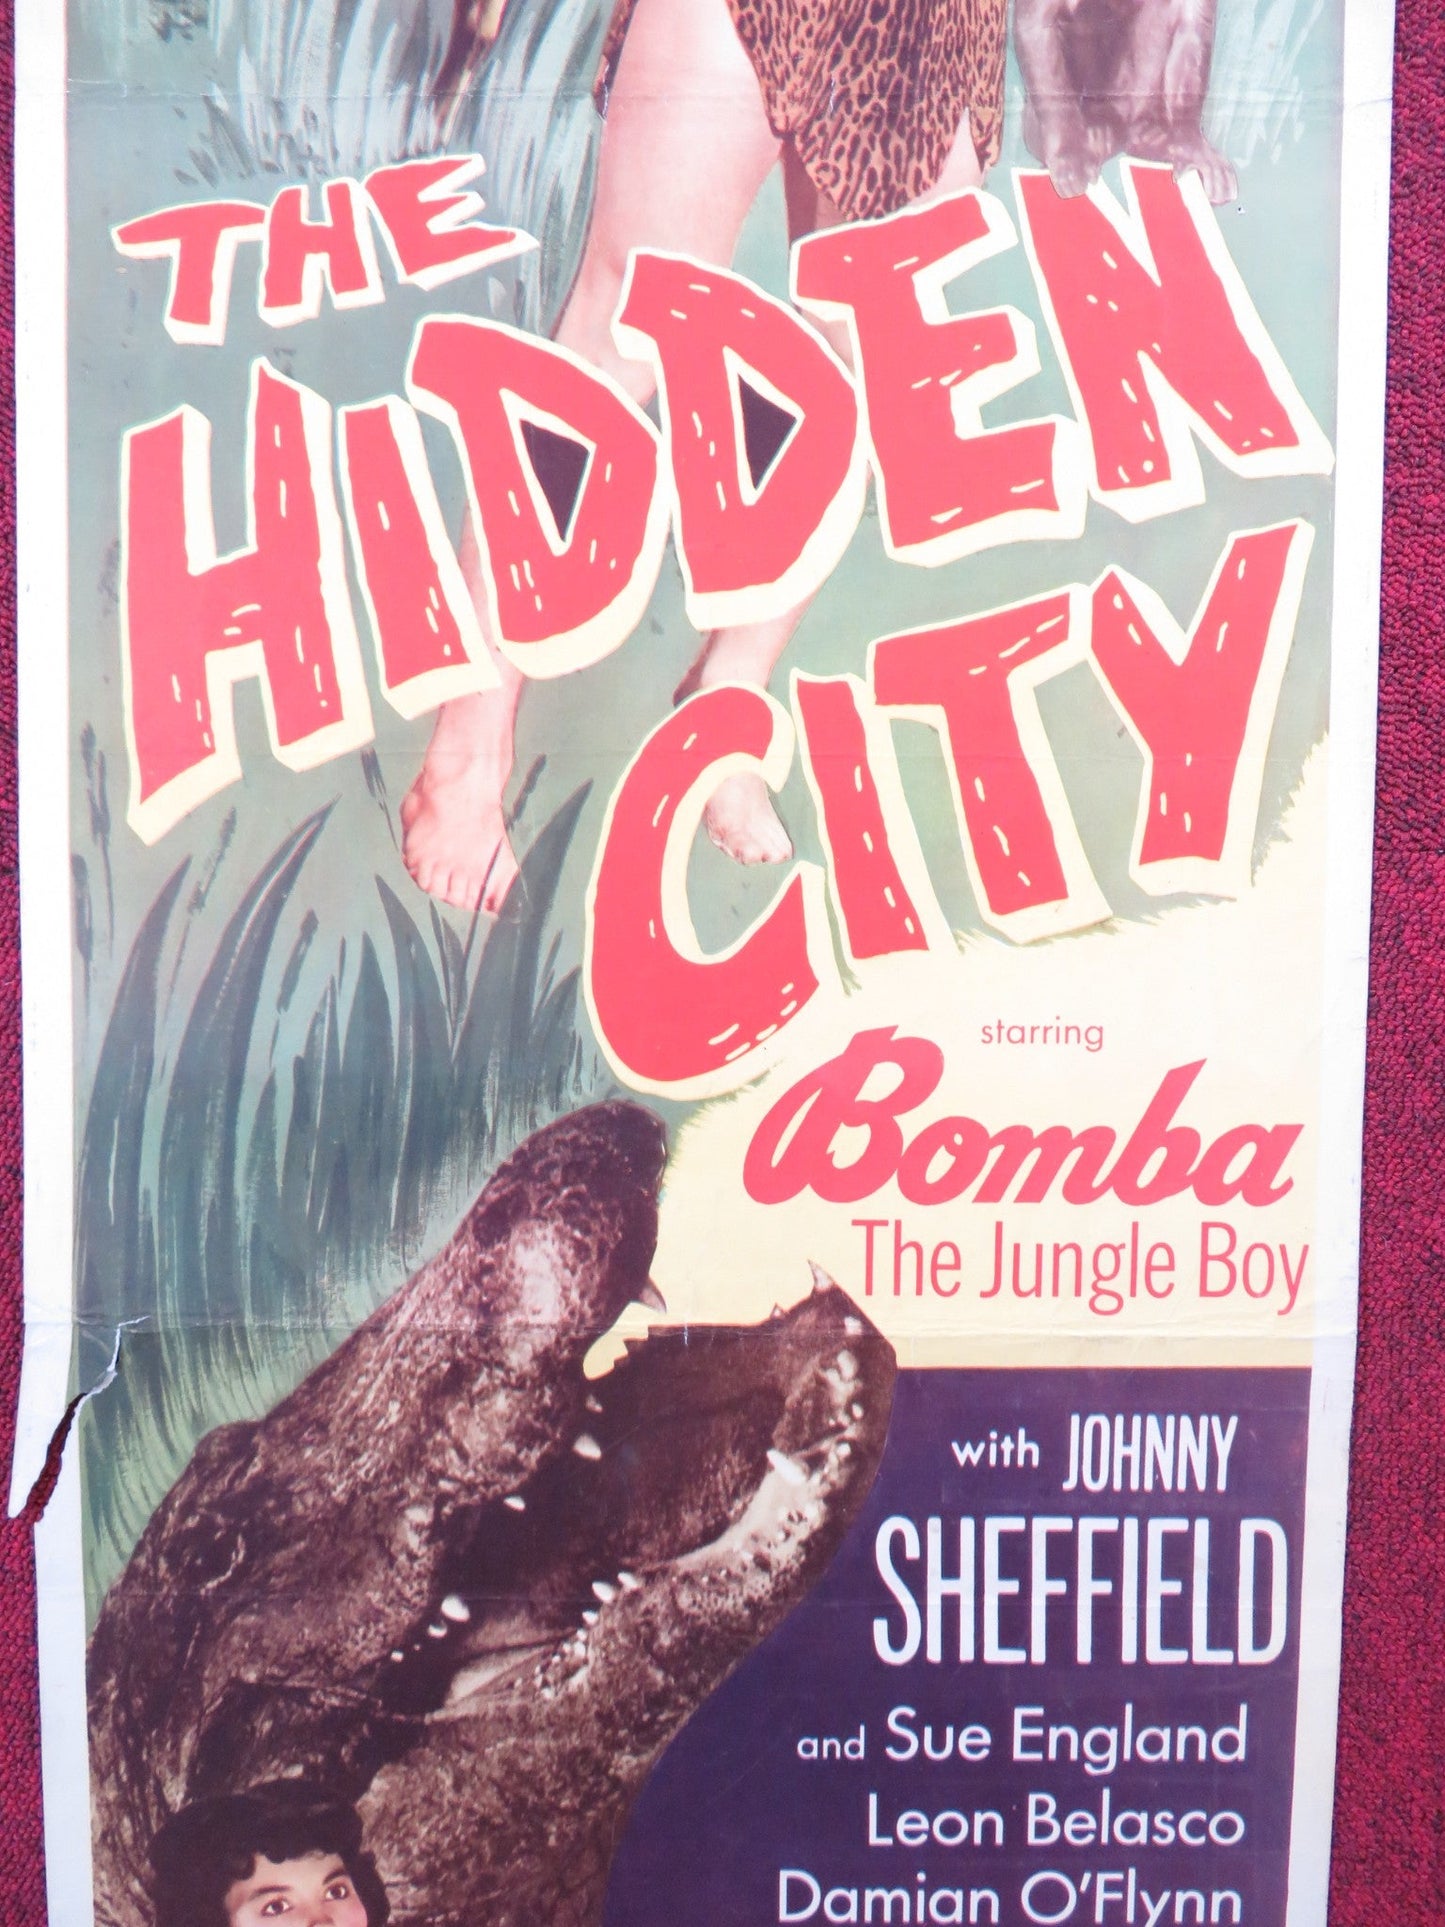 THE
HIDDEN
CITY
starring
Bomba
The Jungle Boy
with JOHNNY
SHEFFIELD
and Sue England
Leon Belasco
Damian O'Flynn